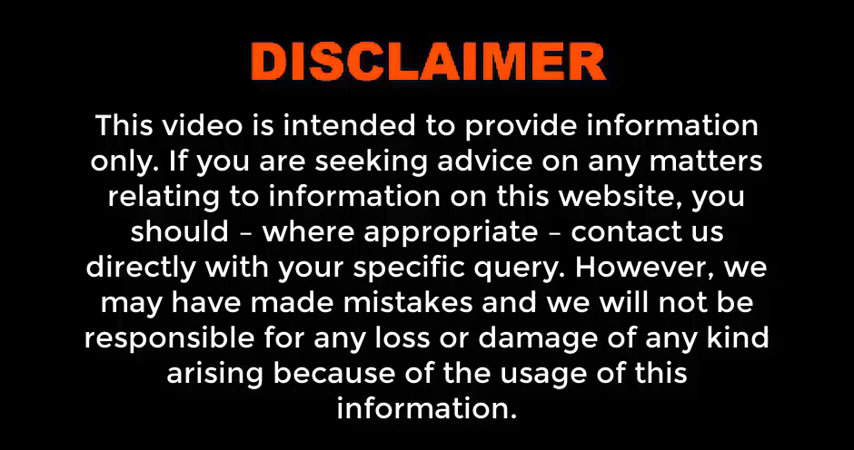 DISCLAIMER
This video is intended to provide information
only. If you are seeking advice on any matters
relating to information on this website, you
should – where appropriate – contact us
directly with your specific query. However, we
may have made mistakes and we will not be
responsible for any loss or damage of any kind
arising because of the usage of this
information.